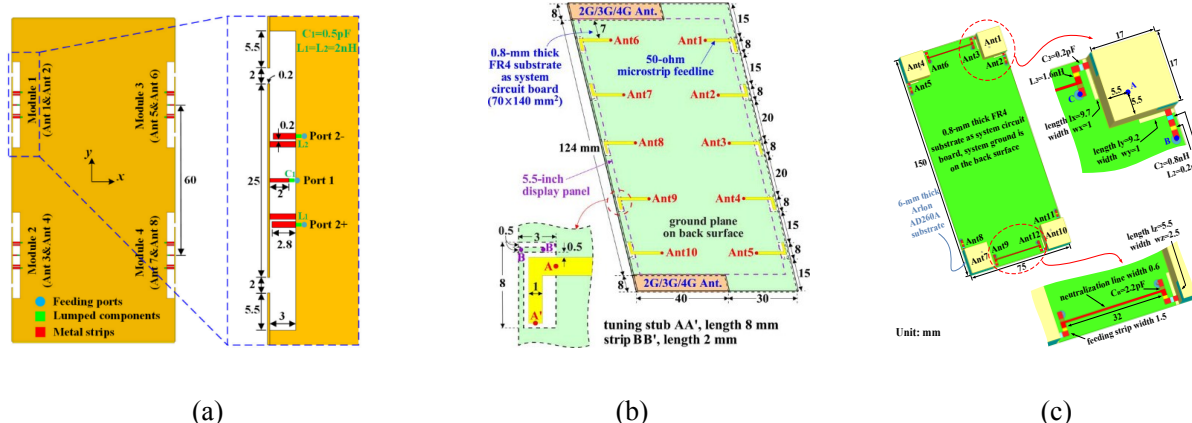 C₁=0.5pF
L₁=L₂=2nH
5.5
2
0.2
0.2
Port 2-
L₂
C₁
Port 1
25
2
L₁
Port 2+
2.8
2
5.5
3
Module 1
(Ant 1&Ant 2)
Module 3
(Ant 5&Ant 6)
y
x
60
Module 2
(Ant 3&Ant 4)
Module 4
(Ant 7&Ant 8)
Feeding ports
Lumped components
Metal strips
(a)
8
2G/3G/4G Ant.
15
7
Ant6
Ant1
8
0.8-mm thick
FR4 substrate
as system
circuit board
(70×140 mm²)
50-ohm
microstrip feedline
20
Ant7
Ant2
8
20
124 mm
Ant8
Ant3
8
5.5-inch
display panel
20
Ant9
Ant4
8
ground plane
on back surface
20
Ant10
Ant5
8
15
8
2G/3G/4G Ant.
40
30
3
0.5
B'
B
0.5
A
8
1
A'
tuning stub AA', length 8 mm
strip BB', length 2 mm
(b)
Ant4
Ant6
Ant5
Ant3
Ant1
Ant2
0.8-mm thick FR4
substrate as system circuit
board, system ground is
on the back surface
150
6-mm thick
Arlon
AD260A
substrate
Ant8
Ant7
Ant9
Ant12
Ant11
Ant10
75
17
17
C₃=0.2pF
L₃=1.6nH
A
5.5
5.5
C
length lx=9.7
width wx=1
length ly=9.2
width wy=1
B
C₂=0.8nH
L₂=0.2
length lz=5.5
width wz=2.5
neutralization line width 0.6
Cₙ=2.2pF
32
feeding strip width 1.5
Unit: mm
(c)